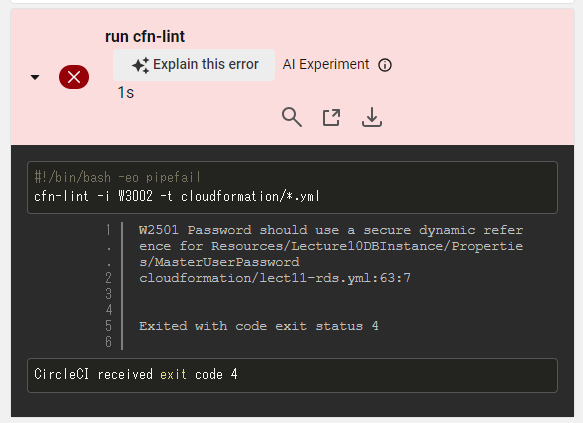 run cfn-lint
Explain this error
AI Experiment
1s
#!/bin/bash -eo pipefail
cfn-lint -i W3002 -t cloudformation/*.yml
1 W2501 Password should use a secure dynamic refer
. ence for Resources/Lecture10DBInstance/Propertie
. s/MasterUserPassword
2 cloudformation/lect11-rds.yml:63:7
3
4
5 Exited with code exit status 4
6
CircleCI received exit code 4